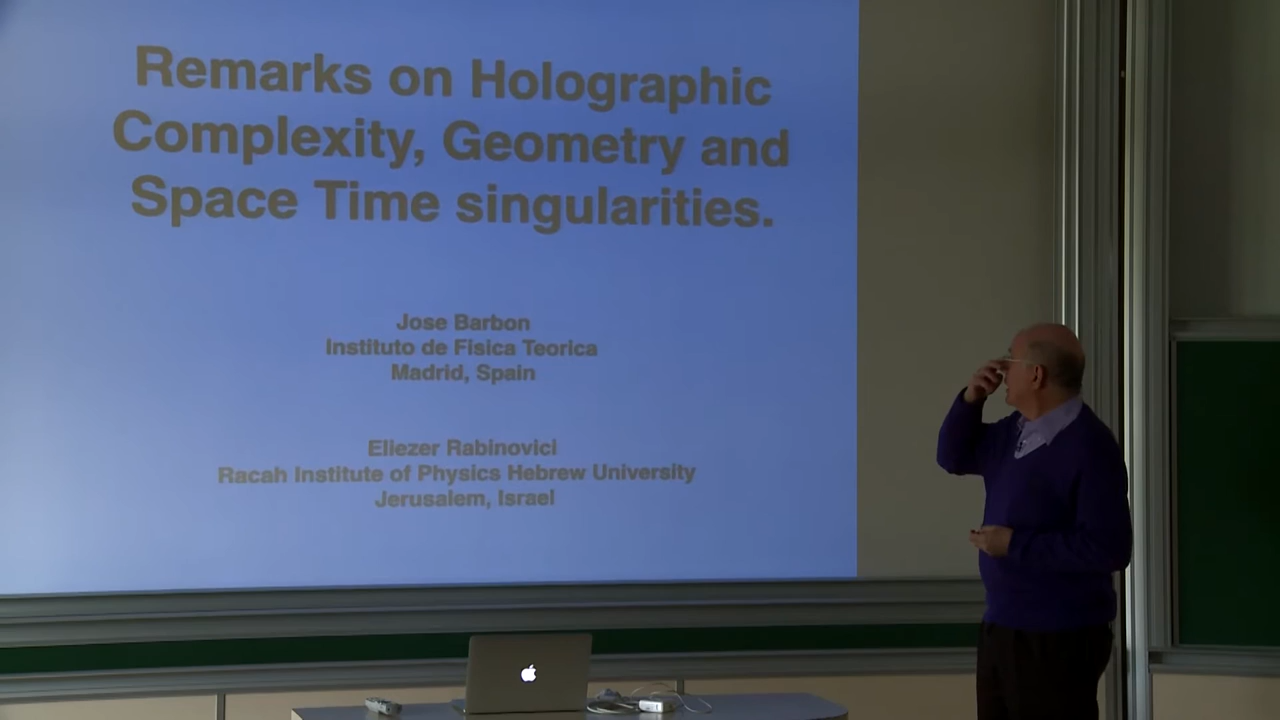 Remarks on Holographic
Complexity, Geometry and
Space Time singularities.
Jose Barbon
Instituto de Fisica Teorica
Madrid, Spain
Eliezer Rabinovici
Racah Institute of Physics Hebrew University
Jerusalem, Israel